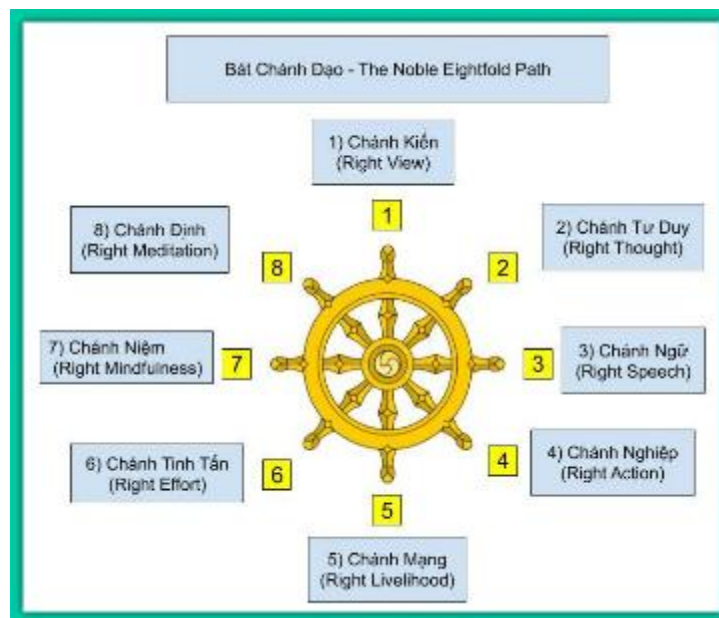 Bát Chánh Dạo - The Noble Eightfold Path
1) Chánh Kiến
(Right View)
1
2) Chánh Tư Duy
(Right Thought)
2
3) Chánh Ngữ
(Right Speech)
3
4) Chánh Nghiệp
(Right Action)
4
5
5) Chánh Mạng
(Right Livelihood)
6) Chánh Tinh Tấn
(Right Effort)
6
7) Chánh Niệm
(Right Mindfulness)
7
8) Chánh Định
(Right Meditation)
8